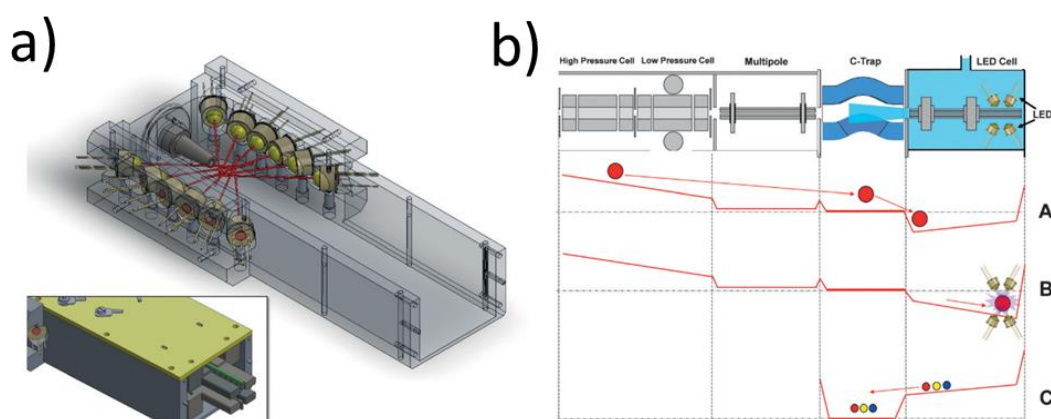 a)
b)
High Pressure Cell Low Pressure Cell Multipole C-Trap LED Cell
LED
A
B
C